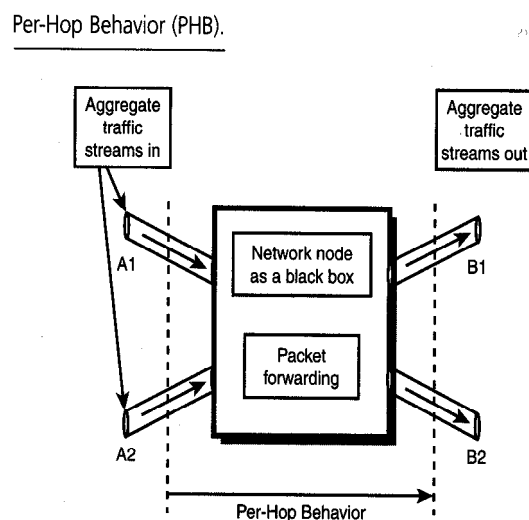 Per-Hop Behavior (PHB).
Aggregate
traffic
streams in
Aggregate
traffic
streams out
A1
B1
Network node
as a black box
Packet
forwarding
A2
B2
Per-Hop Behavior